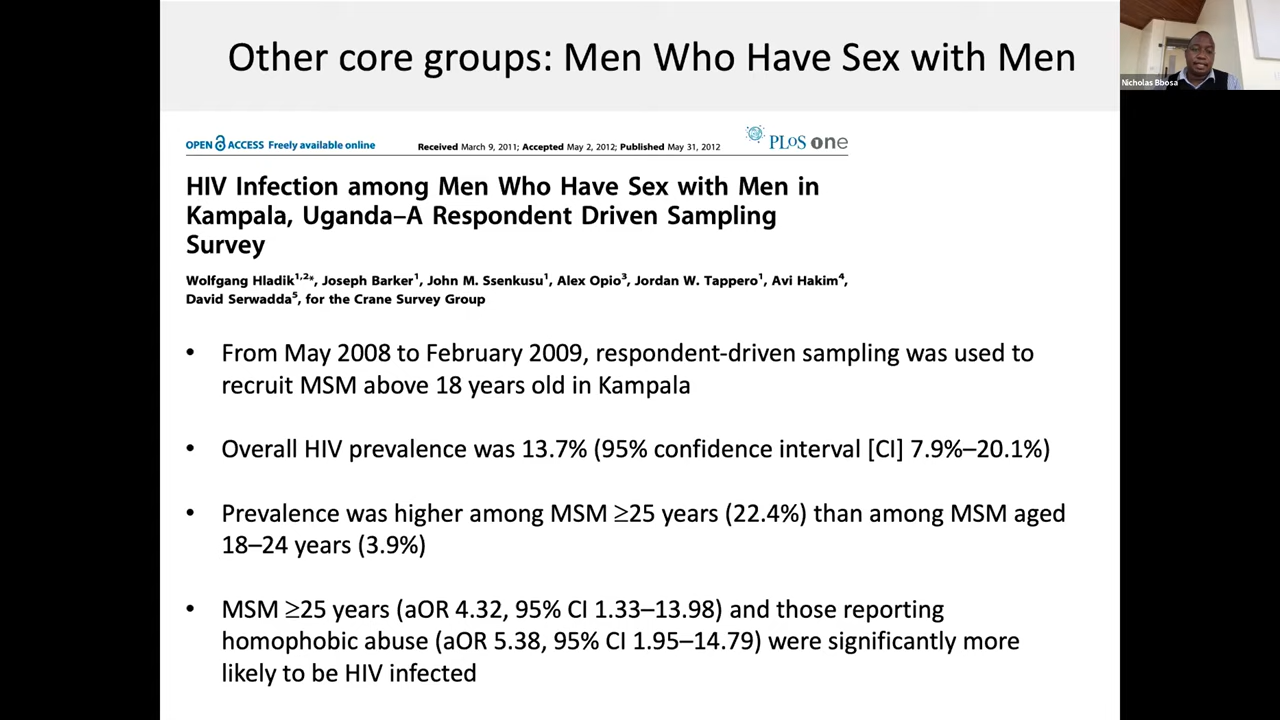 Other core groups: Men Who Have Sex with Men
Nicholas Bbosa
OPEN ACCESS Freely available online
Received March 9, 2011; Accepted May 2, 2012; Published May 31, 2012
PLoS one
HIV Infection among Men Who Have Sex with Men in
Kampala, Uganda–A Respondent Driven Sampling
Survey
Wolfgang Hladik1,2*, Joseph Barker1, John M. Ssenkusu1, Alex Opio3, Jordan W. Tappero1, Avi Hakim4,
David Serwadda5, for the Crane Survey Group
• From May 2008 to February 2009, respondent-driven sampling was used to
recruit MSM above 18 years old in Kampala
• Overall HIV prevalence was 13.7% (95% confidence interval [CI] 7.9%–20.1%)
• Prevalence was higher among MSM ≥25 years (22.4%) than among MSM aged
18–24 years (3.9%)
• MSM ≥25 years (aOR 4.32, 95% CI 1.33–13.98) and those reporting
homophobic abuse (aOR 5.38, 95% CI 1.95–14.79) were significantly more
likely to be HIV infected